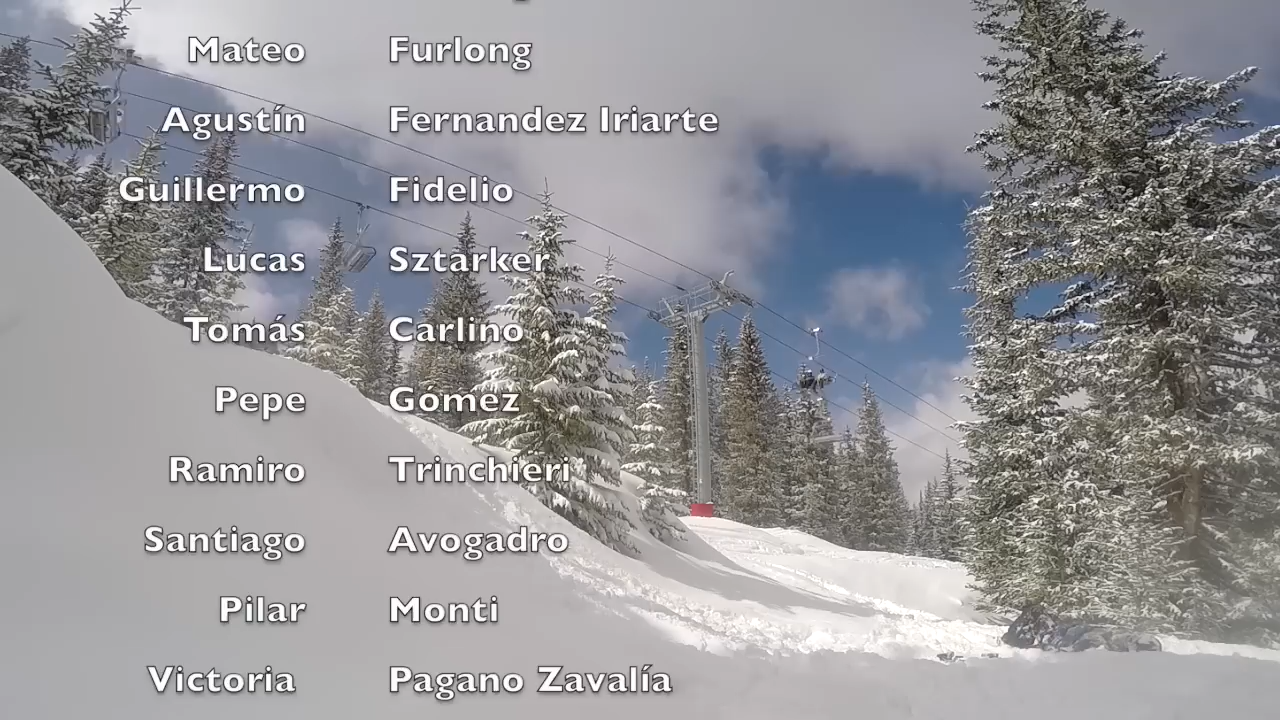 Mateo Furlong
Agustín Fernandez Iriarte
Guillermo Fidelio
Lucas Sztarker
Tomás Carlino
Pepe Gómez
Ramiro Trinchieri
Santiago Avogadro
Pilar Monti
Victoria Pagano Zavalía